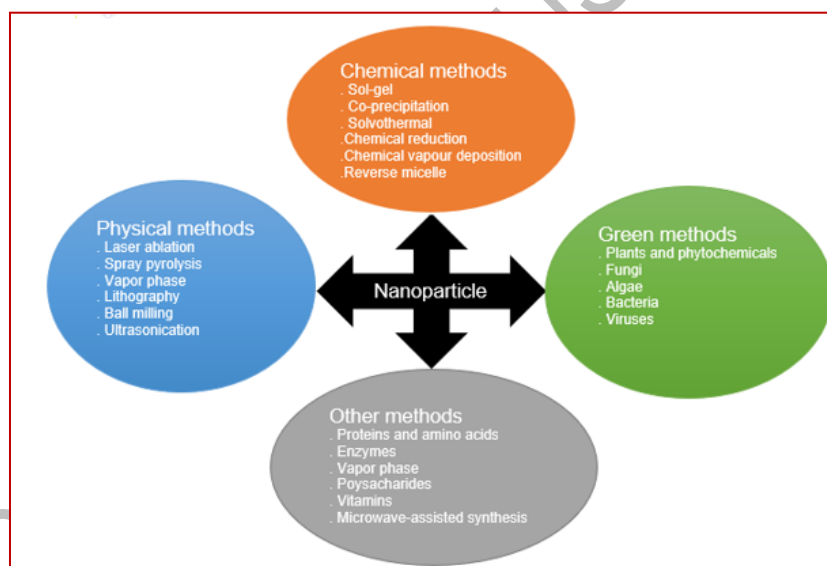 Chemical methods
. Sol-gel
. Co-precipitation
. Solvothermal
.Chemical reduction
.Chemical vapour deposition
.Reverse micelle
Physical methods
. Laser ablation
. Spray pyrolysis
. Vapor phase
. Lithography
. Ball milling
. Ultrasonication
Nanoparticle
Green methods
. Plants and phytochemicals
. Fungi
. Algae
. Bacteria
. Viruses
Other methods
. Proteins and amino acids
. Enzymes
. Vapor phase
. Poysacharides
. Vitamins
. Microwave-assisted synthesis